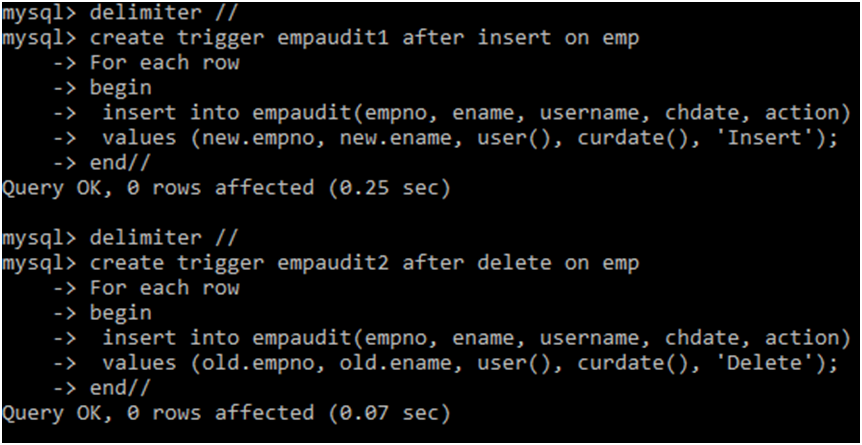 mysql> delimiter //
mysql> create trigger empaudit1 after insert on emp
    -> For each row
    -> begin
    ->  insert into empaudit(empno, ename, username, chdate, action)
    ->  values (new.empno, new.ename, user(), curdate(), 'Insert');
    -> end//
Query OK, 0 rows affected (0.25 sec)

mysql> delimiter //
mysql> create trigger empaudit2 after delete on emp
    -> For each row
    -> begin
    ->  insert into empaudit(empno, ename, username, chdate, action)
    ->  values (old.empno, old.ename, user(), curdate(), 'Delete');
    -> end//
Query OK, 0 rows affected (0.07 sec)